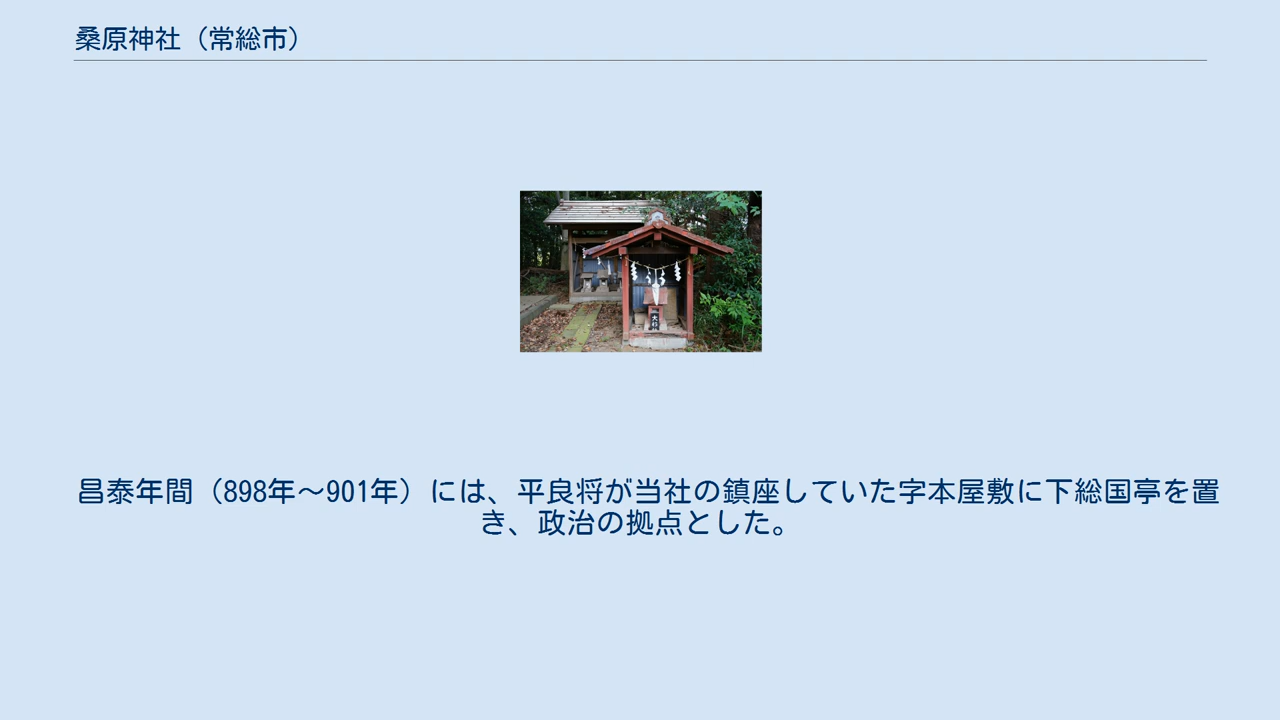 桑原神社（常総市）
昌泰年間（898年～901年）には、平良将が当社の鎮座していた字本屋敷に下総国亭を置
き、政治の拠点とした。